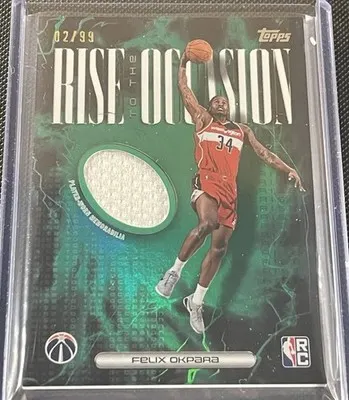 02/99
Topps
RISE TO THE OCCASION
34
PLAYER-WORN MEMORABILIA
FELIX OKPARA
RC